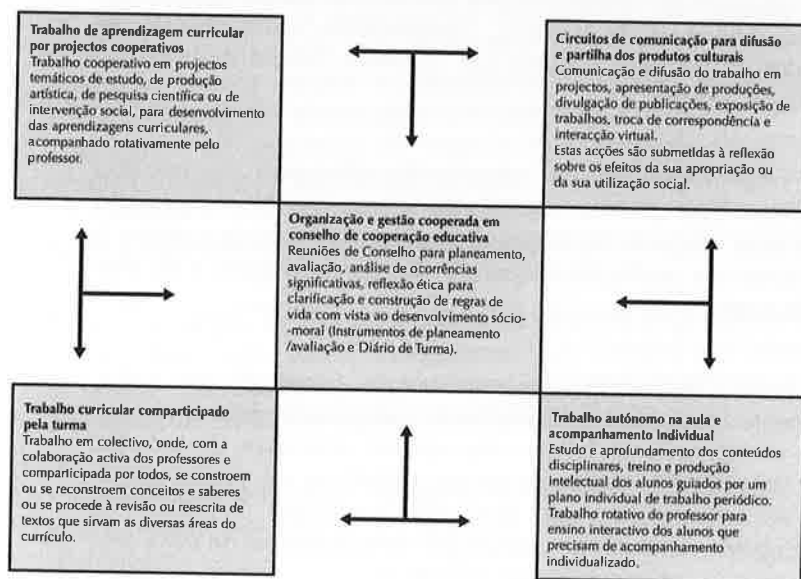 Trabalho de aprendizagem curricular
por projectos cooperativos
Trabalho cooperativo em projectos
temáticos de estudo, de produção
artística, de pesquisa científica ou de
intervenção social, para desenvolvimento
das aprendizagens curriculares,
acompanhado rotativamente pelo
professor.
Circuitos de comunicação para difusão
e partilha dos produtos culturais
Comunicação e difusão do trabalho em
projectos, apresentação de produções,
divulgação de publicações, exposição de
trabalhos, troca de correspondência e
interacção virtual.
Estas acções são submetidas à reflexão
sobre os efeitos da sua apropriação ou
da sua utilização social.
Organização e gestão cooperada em
conselho de cooperação educativa
Reuniões de Conselho para planeamento,
avaliação, análise de ocorrências
significativas, reflexão ética para
clarificação e construção de regras de
vida com vista ao desenvolvimento sócio-
-moral (Instrumentos de planeamento
/avaliação e Diário de Turma).
Trabalho curricular comparticipado
pela turma
Trabalho em colectivo, onde, com a
colaboração activa dos professores e
comparticipada por todos, se constroem
ou se reconstroem conceitos e saberes
ou se procede à revisão ou reescrita de
textos que sirvam as diversas áreas do
currículo.
Trabalho autónomo na aula e
acompanhamento individual
Estudo e aprofundamento dos conteúdos
disciplinares, treino e produção
intelectual dos alunos guiados por um
plano individual de trabalho periódico.
Trabalho rotativo do professor para
ensino interactivo dos alunos que
precisam de acompanhamento
individualizado.